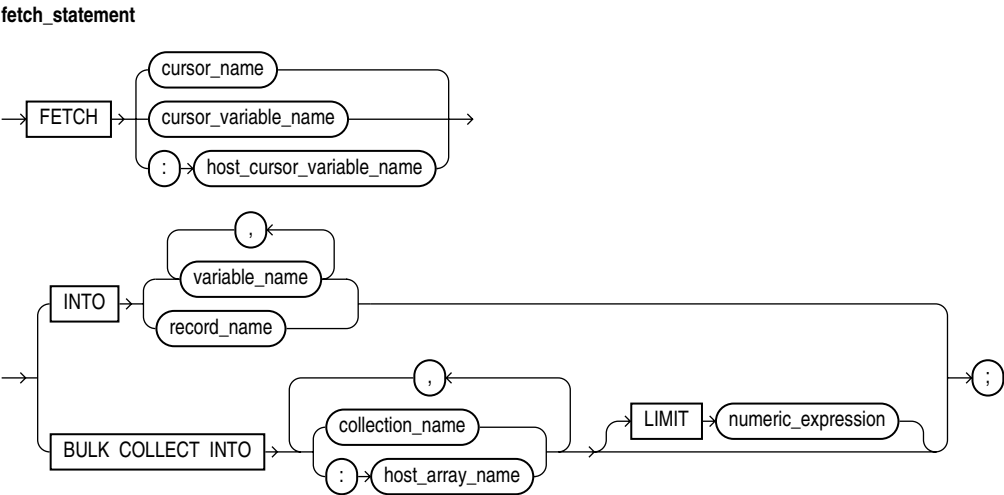 fetch_statement
cursor_name
FETCH cursor_variable_name
: host_cursor_variable_name
,
variable_name
INTO
record_name
,
;
collection_name LIMIT numeric_expression
BULK COLLECT INTO
: host_array_name